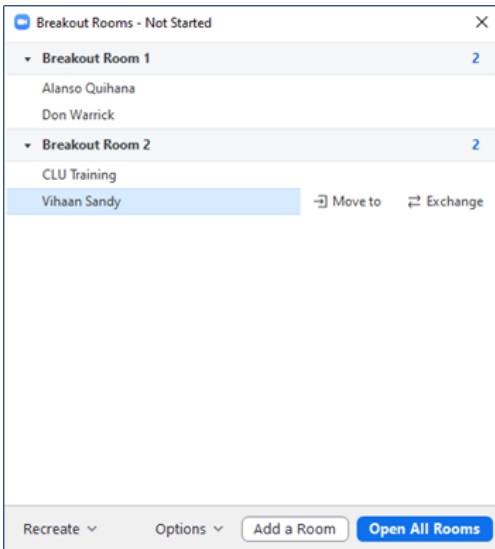 Breakout Rooms - Not Started
Breakout Room 1 2
Alanso Quihana
Don Warrick
Breakout Room 2 2
CLU Training
Vihaan Sandy Move to Exchange
Recreate Options Add a Room Open All Rooms